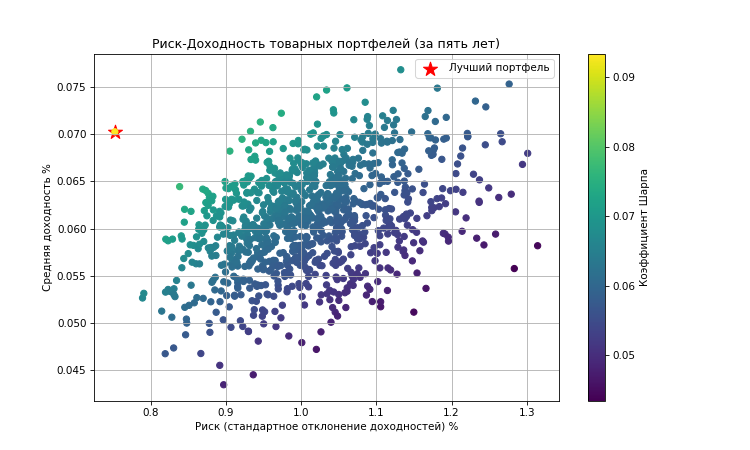 Риск-Доходность товарных портфелей (за пять лет)
Лучший портфель
Средняя доходность %
0.075
0.070
0.065
0.060
0.055
0.050
0.045
0.8 0.9 1.0 1.1 1.2 1.3
Риск (стандартное отклонение доходностей) %
0.09
0.08
0.07
0.06
0.05
Коэффициент Шарпа